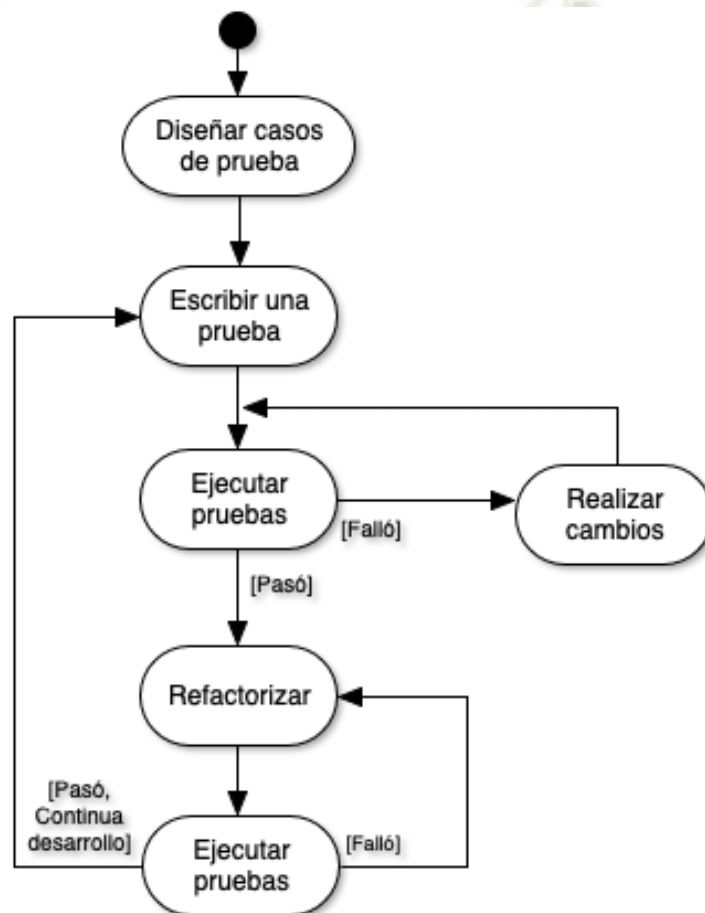 Diseñar casos
de prueba
Escribir una
prueba
Ejecutar
pruebas
[Falló]
Realizar
cambios
[Pasó]
Refactorizar
[Pasó,
Continua
desarrollo]
Ejecutar
pruebas
[Falló]